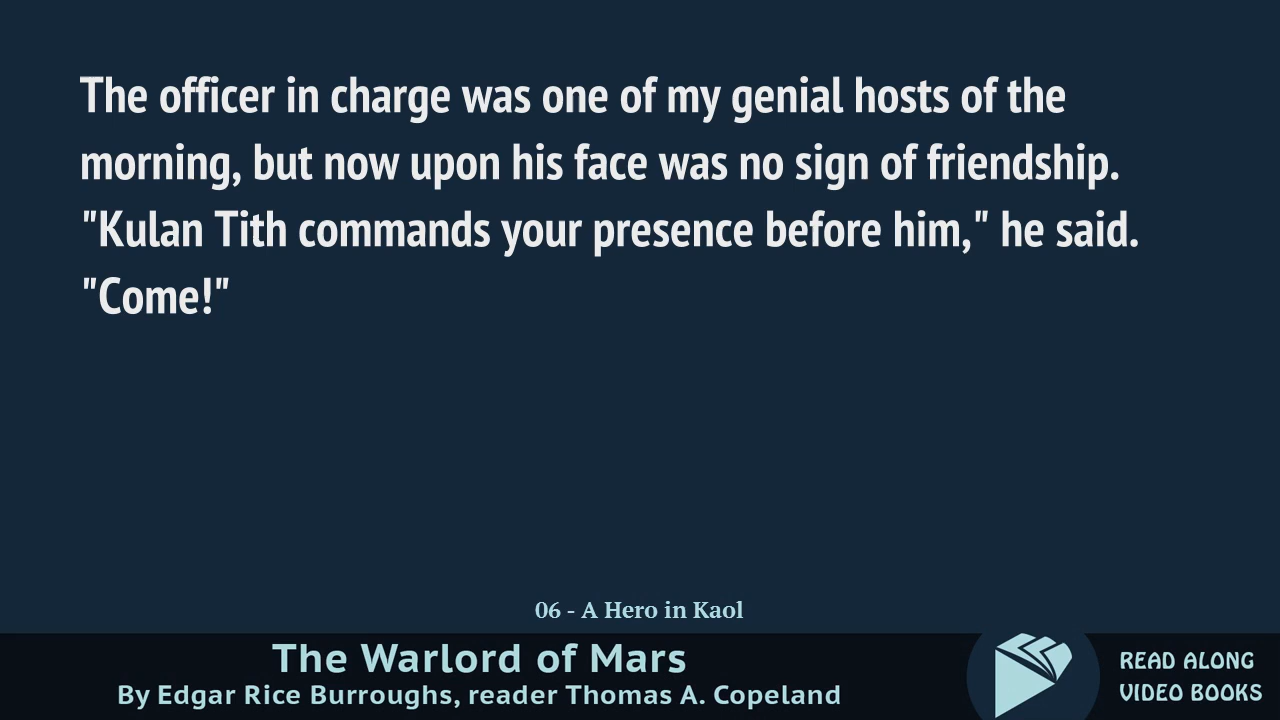 The officer in charge was one of my genial hosts of the
morning, but now upon his face was no sign of friendship.
"Kulan Tith commands your presence before him," he said.
"Come!"
06 - A Hero in Kaol
The Warlord of Mars
By Edgar Rice Burroughs, reader Thomas A. Copeland
READ ALONG
VIDEO BOOKS